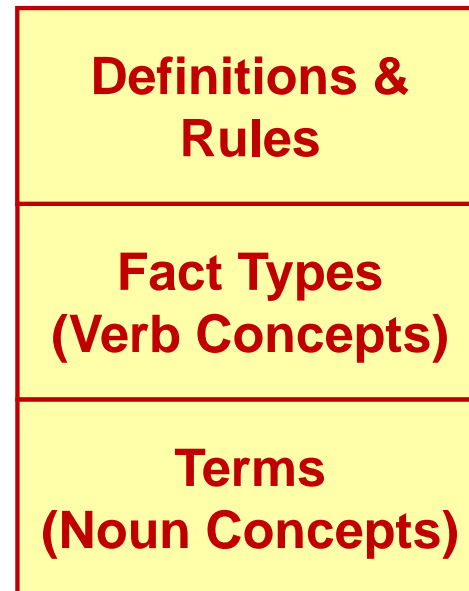 Definitions &
Rules
Fact Types
(Verb Concepts)
Terms
(Noun Concepts)